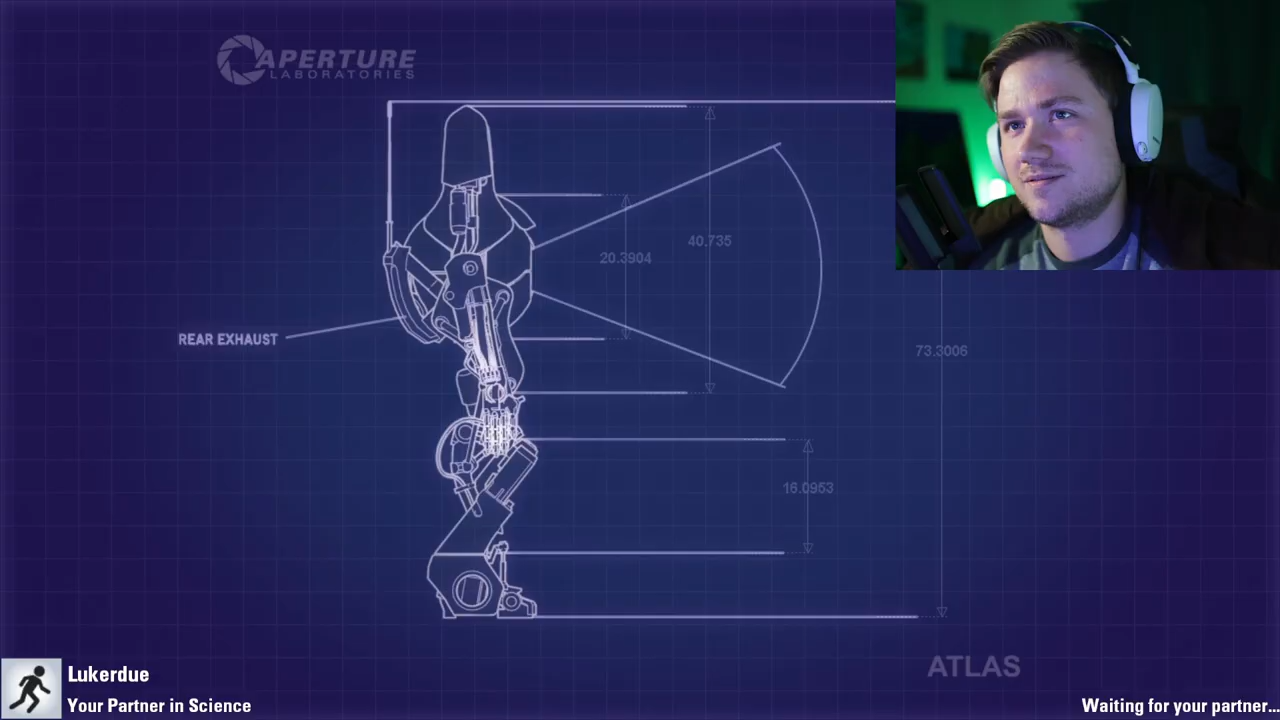 APERTURE
LABORATORIES
40.735
20.3904
REAR EXHAUST
73.3006
16.0953
ATLAS
Lukerdue
Your Partner in Science
Waiting for your partner...